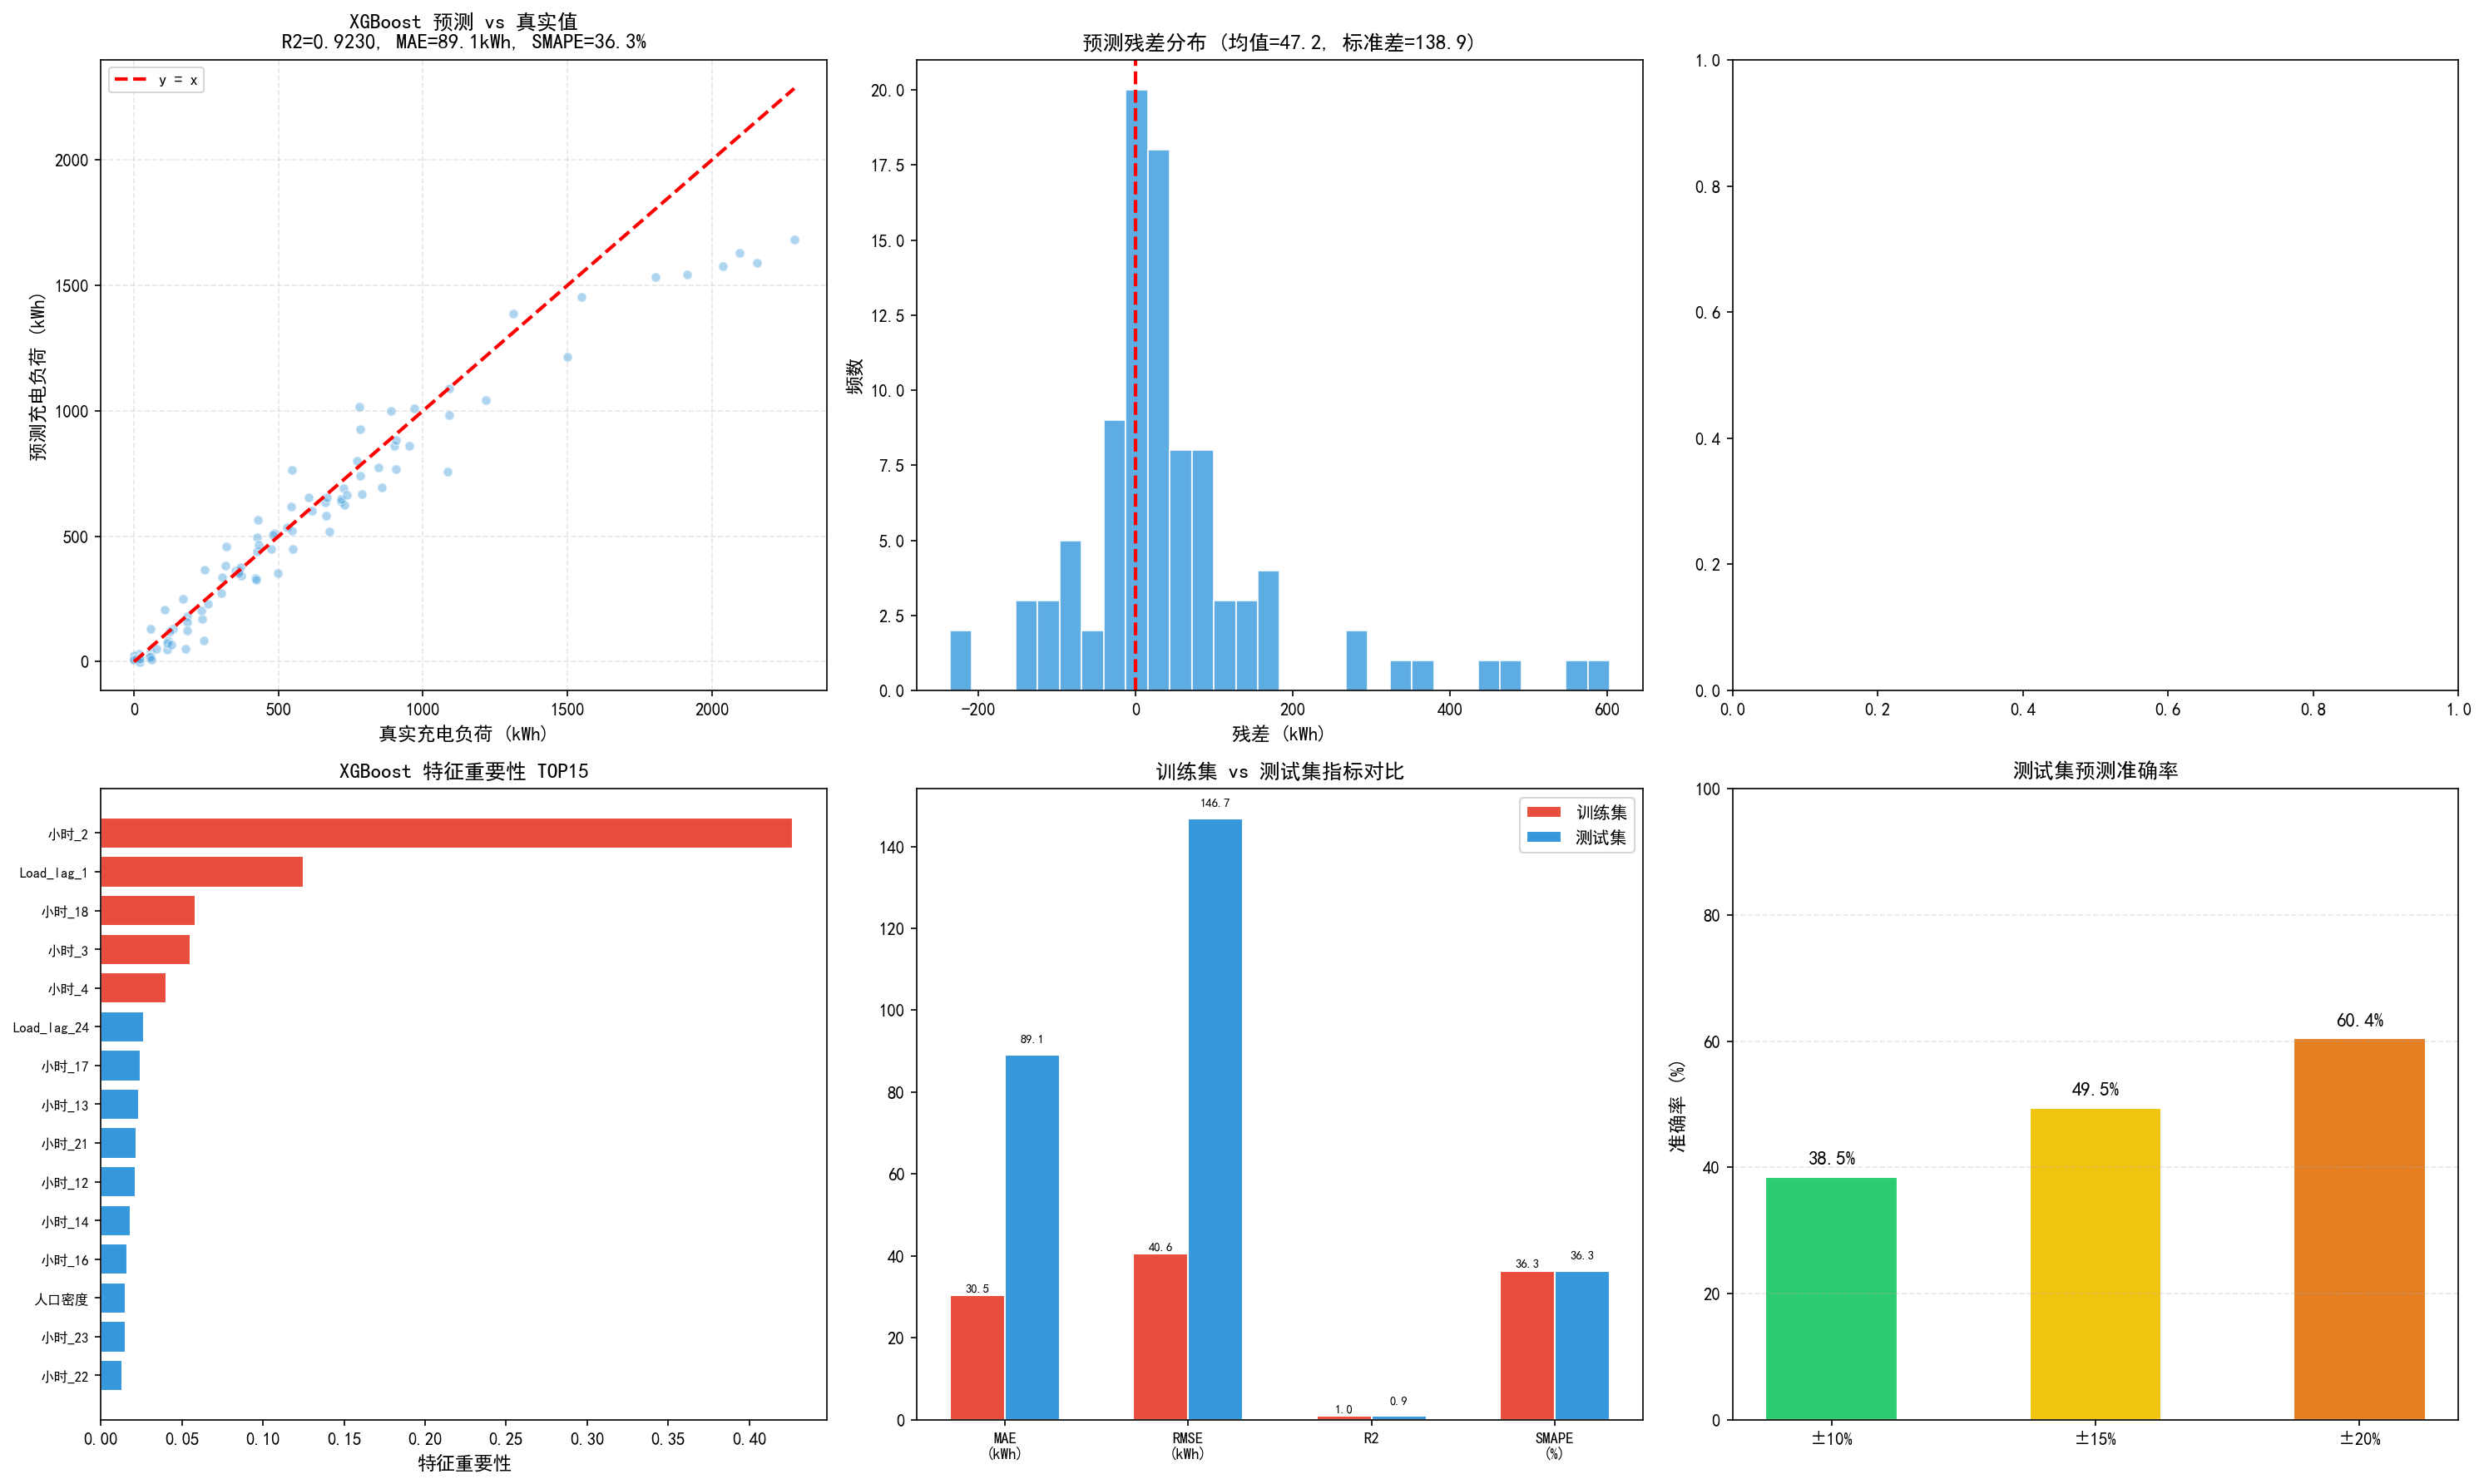 XGBoost 预测 vs 真实值
R2=0.9230, MAE=89.1kWh, SMAPE=36.3%
y = x
2000
1500
1000
500
0
预测充电负荷 (kWh)
0 500 1000 1500 2000
真实充电负荷 (kWh)
预测残差分布 (均值=47.2, 标准差=138.9)
20.0
17.5
15.0
12.5
10.0
7.5
5.0
2.5
0.0
频数
-200 0 200 400 600
残差 (kWh)
1.0
0.8
0.6
0.4
0.2
0.0
0.0 0.2 0.4 0.6 0.8 1.0
XGBoost 特征重要性 TOP15
小时_2
Load_lag_1
小时_18
小时_3
小时_4
Load_lag_24
小时_17
小时_13
小时_21
小时_12
小时_14
小时_16
人口密度
小时_23
小时_22
0.00 0.05 0.10 0.15 0.20 0.25 0.30 0.35 0.40
特征重要性
训练集 vs 测试集指标对比
训练集
测试集
140
120
100
80
60
40
20
0
30.5
89.1
40.6
146.7
1.0
0.9
36.3
36.3
MAE
(kWh)
RMSE
(kWh)
R2
SMAPE
(%)
测试集预测准确率
100
80
60
40
20
0
准确率 (%)
38.5%
49.5%
60.4%
±10% ±15% ±20%